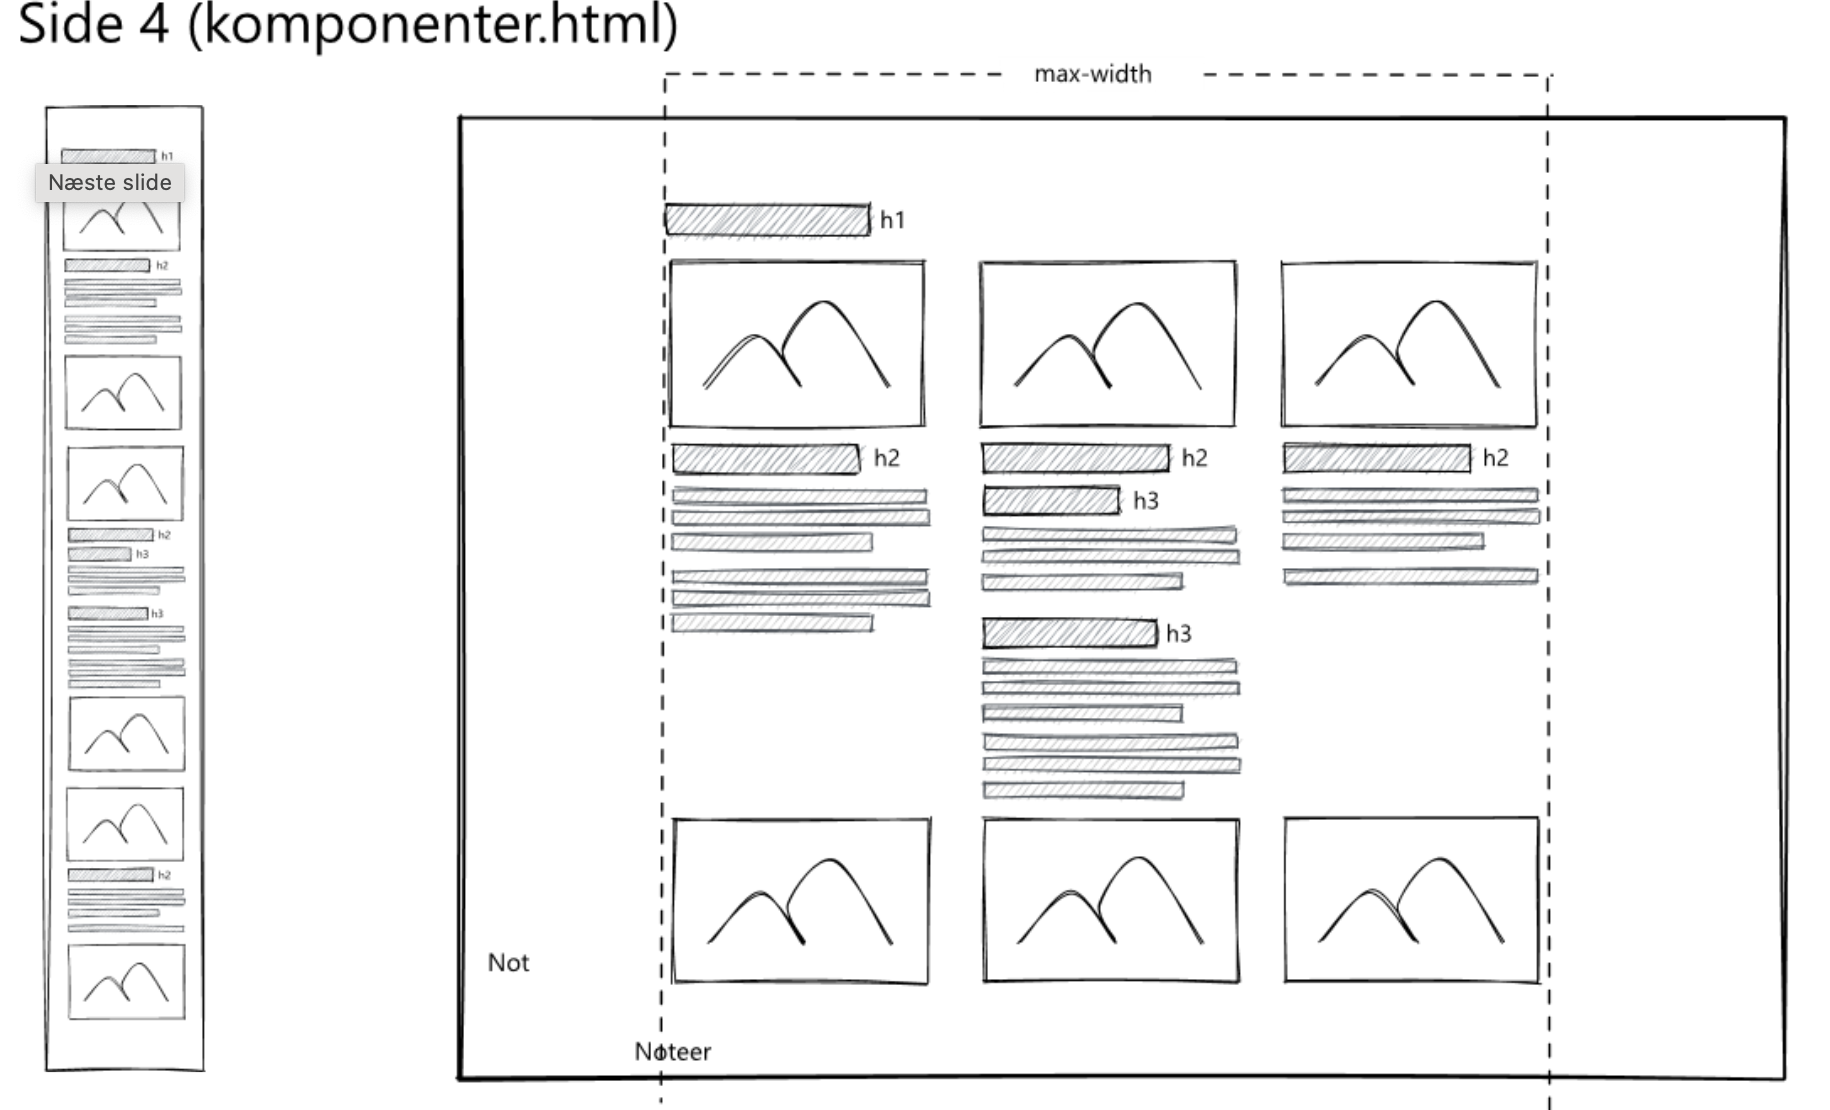 Side 4 (komponenter.html)
max-width
h1
Næste slide
h2
h2
h3
h3
h2
h1
h2
h2
h2
h3
h3
Not
Noteer